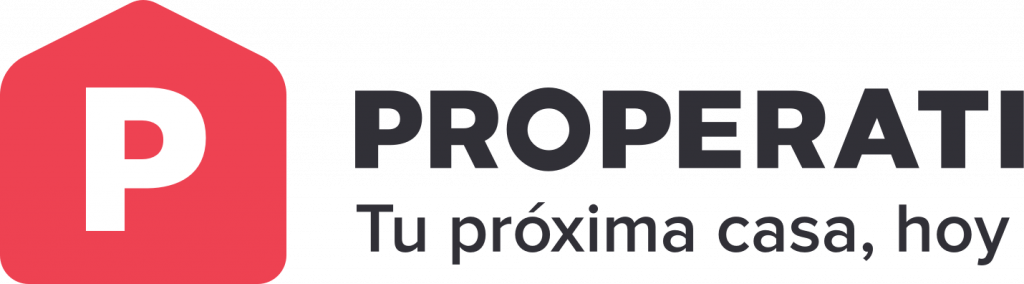 P
PROPERATI
Tu próxima casa, hoy